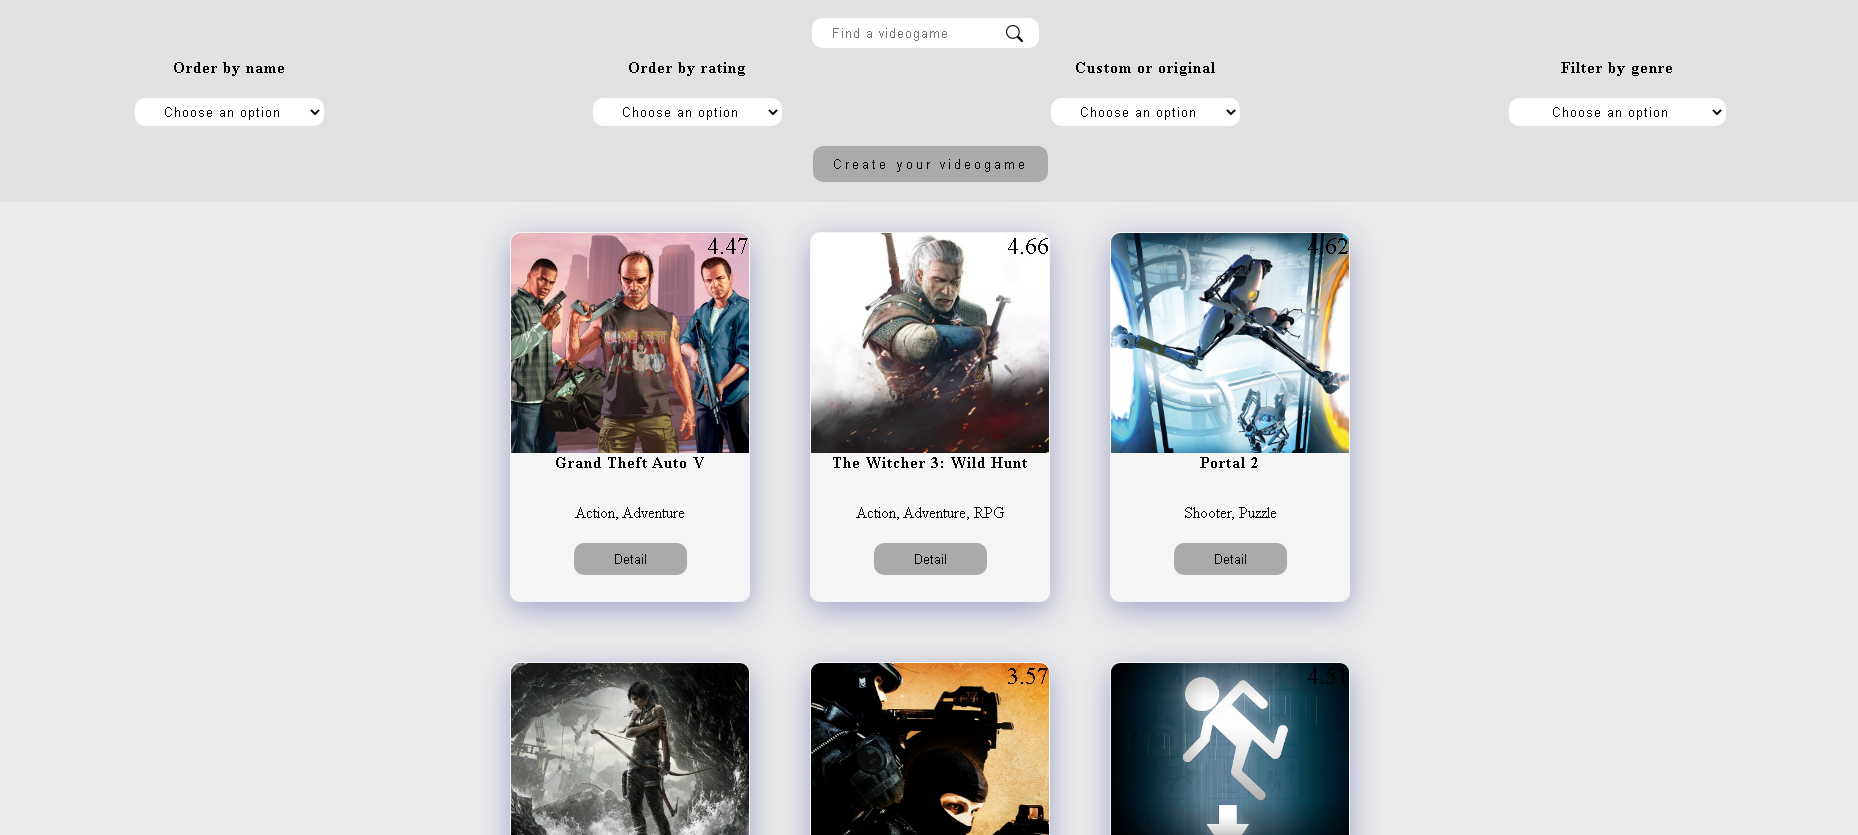 Find a videogame
Order by name
Order by rating
Custom or original
Filter by genre
Choose an option
Choose an option
Choose an option
Choose an option
Create your videogame
4.47
4.66
4.62
Grand Theft Auto V
The Witcher 3: Wild Hunt
Portal 2
Action, Adventure
Action, Adventure, RPG
Shooter, Puzzle
Detail
Detail
Detail
3.57
4.51